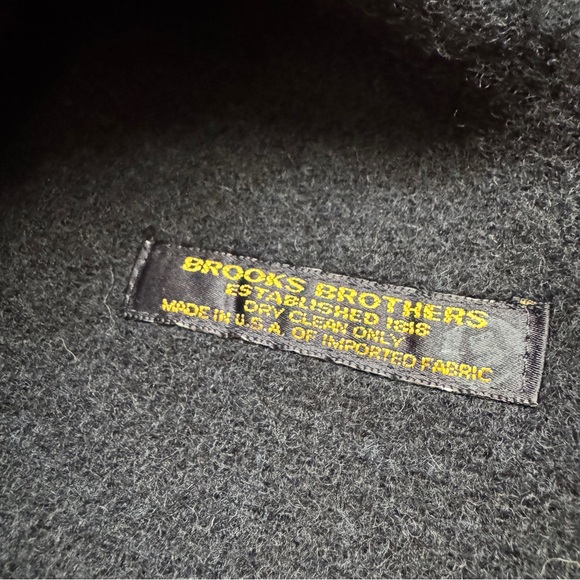 BROOKS BROTHERS
ESTABLISHED 1818
DRY CLEAN ONLY
MADE IN U.S.A. OF IMPORTED FABRIC